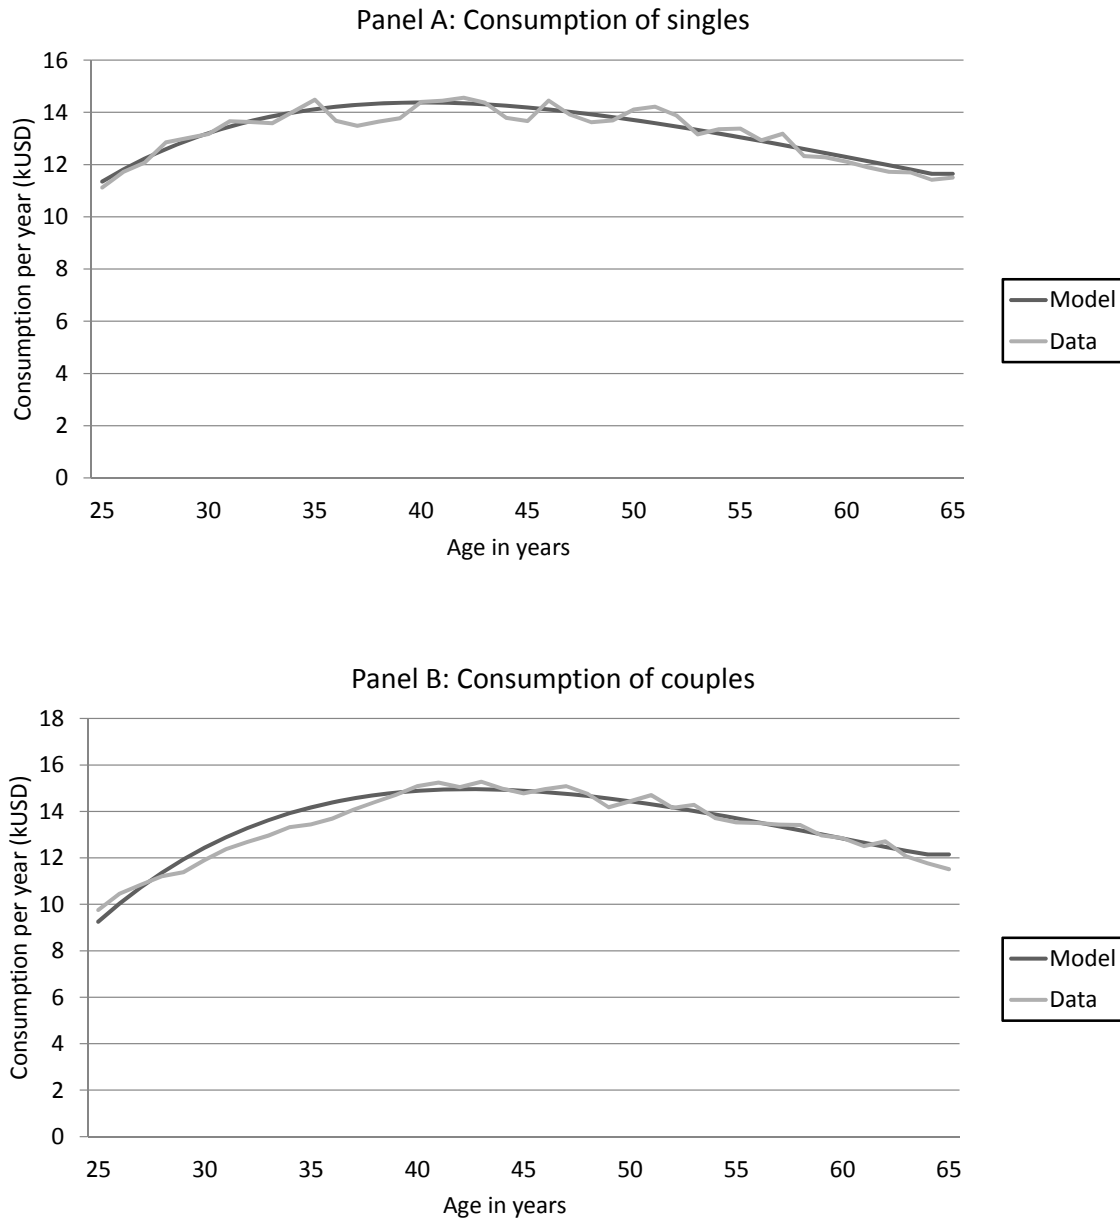 Panel A: Consumption of singles
16
14
12
10
8
6
4
2
0
Consumption per year (kUSD)
25 30 35 40 45 50 55 60 65
Age in years
Model
Data
Panel B: Consumption of couples
18
16
14
12
10
8
6
4
2
0
Consumption per year (kUSD)
25 30 35 40 45 50 55 60 65
Age in years
Model
Data